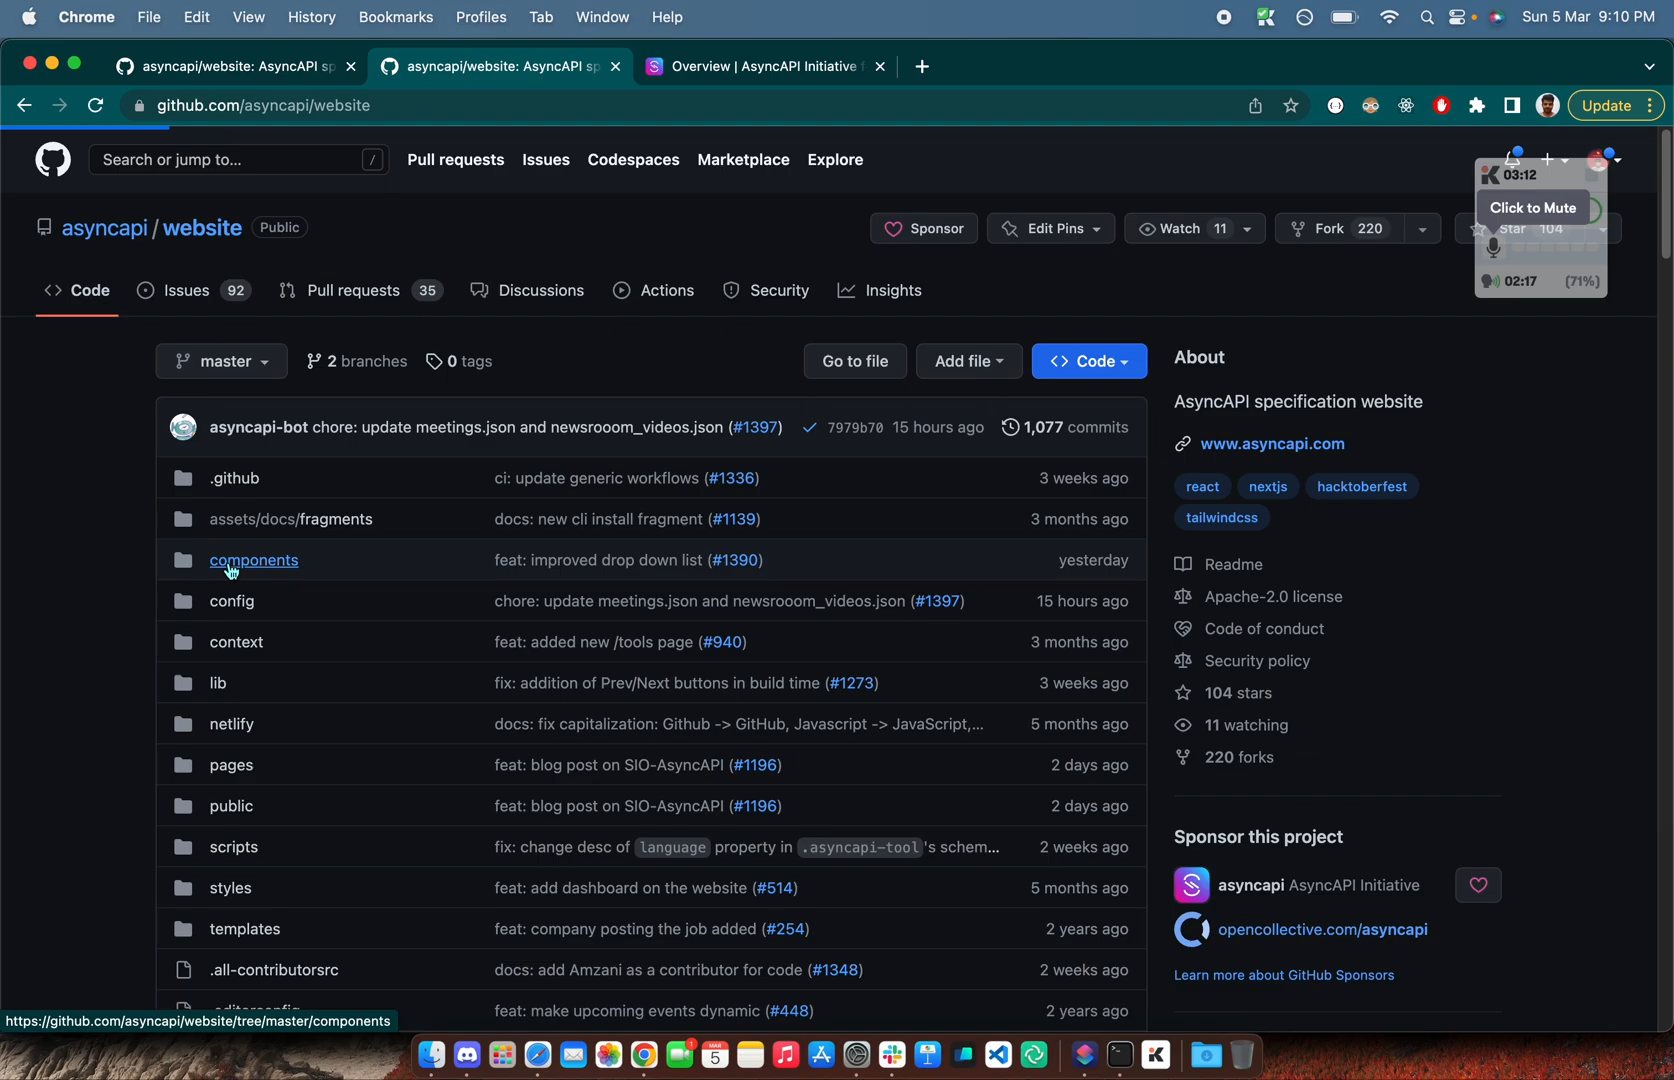 Chrome File Edit View History Bookmarks Profiles Tab Window Help Sun 5 Mar 9:10 PM
asyncapi/website: AsyncAPI sp asyncapi/website: AsyncAPI sp Overview | AsyncAPI Initiative
github.com/asyncapi/website Update
Search or jump to... / Pull requests Issues Codespaces Marketplace Explore
03:12
Click to Mute
asyncapi / website Public Sponsor Edit Pins Watch 11 Fork 220 Star 104
02:17 (71%)
Code Issues 92 Pull requests 35 Discussions Actions Security Insights
master 2 branches 0 tags Go to file Add file Code
About
AsyncAPI specification website
www.asyncapi.com
react nextjs hacktoberfest
tailwindcss
Readme
Apache-2.0 license
Code of conduct
Security policy
104 stars
11 watching
220 forks
Sponsor this project
asyncapi AsyncAPI Initiative
opencollective.com/asyncapi
Learn more about GitHub Sponsors
asyncapi-bot chore: update meetings.json and newsrooom_videos.json (#1397) 7979b70 15 hours ago 1,077 commits
.github ci: update generic workflows (#1336) 3 weeks ago
assets/docs/fragments docs: new cli install fragment (#1139) 3 months ago
components feat: improved drop down list (#1390) yesterday
config chore: update meetings.json and newsrooom_videos.json (#1397) 15 hours ago
context feat: added new /tools page (#940) 3 months ago
lib fix: addition of Prev/Next buttons in build time (#1273) 3 weeks ago
netlify docs: fix capitalization: Github -> GitHub, Javascript -> JavaScript,... 5 months ago
pages feat: blog post on SIO-AsyncAPI (#1196) 2 days ago
public feat: blog post on SIO-AsyncAPI (#1196) 2 days ago
scripts fix: change desc of language property in .asyncapi-tool's schem... 2 weeks ago
styles feat: add dashboard on the website (#514) 5 months ago
templates feat: company posting the job added (#254) 2 years ago
.all-contributorsrc docs: add Amzani as a contributor for code (#1348) 2 weeks ago
feat: make upcoming events dynamic (#448) 2 years ago
https://github.com/asyncapi/website/tree/master/components
1
MAR
5